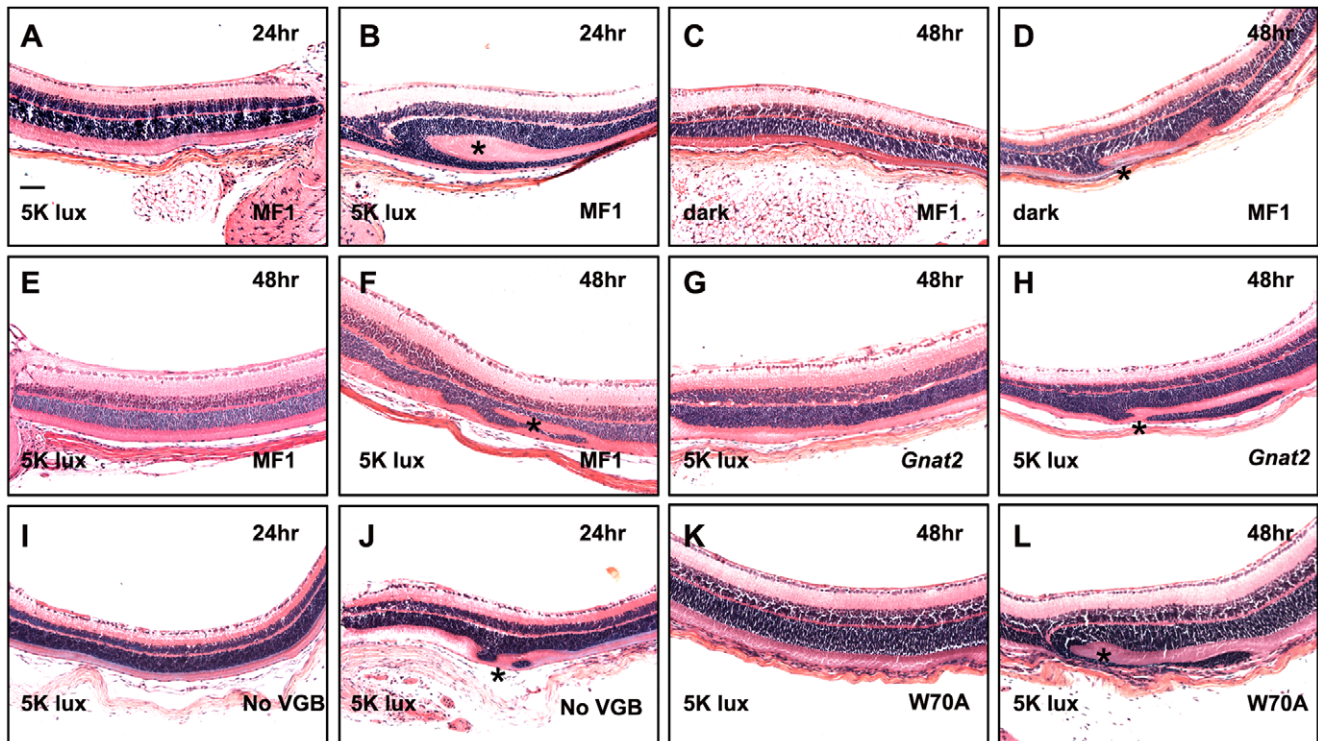 A 24hr
5K lux MF1
B 24hr
* 
5K lux MF1
C 48hr
dark MF1
D 48hr
*
dark MF1
E 48hr
5K lux MF1
F 48hr
*
5K lux MF1
G 48hr
5K lux Gnat2
H 48hr
*
5K lux Gnat2
I 24hr
5K lux No VGB
J 24hr
*
5K lux No VGB
K 48hr
5K lux W70A
L 48hr
*
5K lux W70A